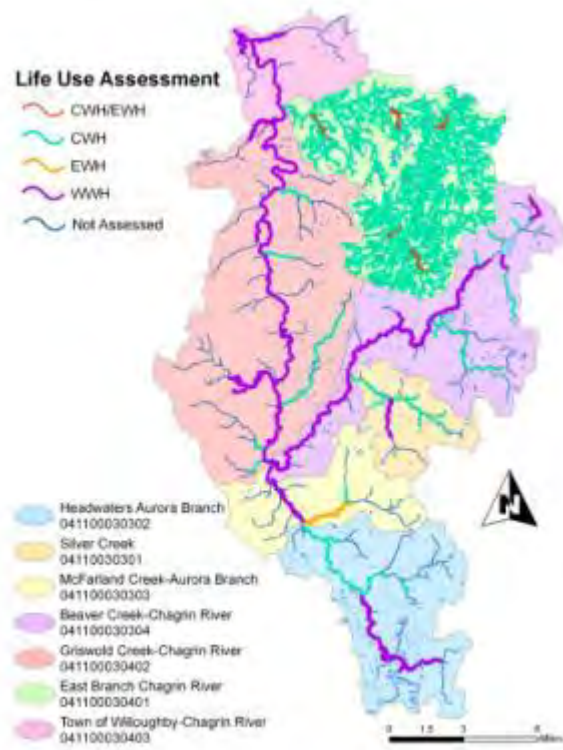 Life Use Assessment
CWH/EWH
CWH
EWH
WWH
Not Assessed
N
Headwaters Aurora Branch
041100030302
Silver Creek
04110030301
McFarland Creek-Aurora Branch
041100030303
Beaver Creek-Chagrin River
041100030304
Griswold Creek-Chagrin River
041100030402
East Branch Chagrin River
041100030401
Town of Willoughby-Chagrin River
041100030403
0 1.5 3 6
Miles